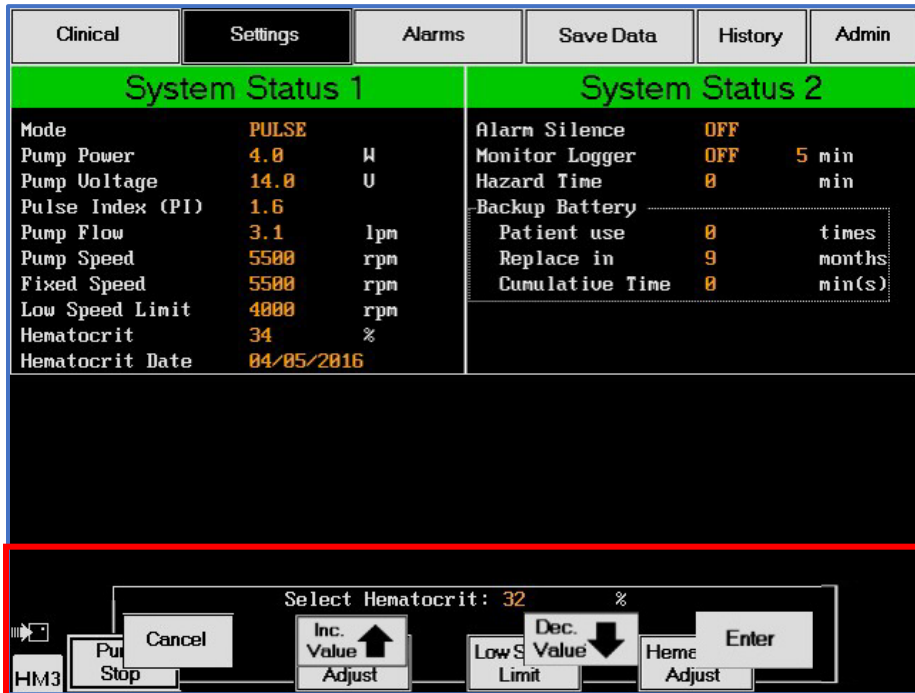 Clinical Settings Alarms Save Data History Admin
System Status 1
Mode PULSE
Pump Power 4.0 W
Pump Voltage 14.0 V
Pulse Index (PI) 1.6
Pump Flow 3.1 lpm
Pump Speed 5500 rpm
Fixed Speed 5500 rpm
Low Speed Limit 4000 rpm
Hematocrit 34 %
Hematocrit Date 04/05/2016
System Status 2
Alarm Silence OFF
Monitor Logger OFF 5 min
Hazard Time 0 min
Backup Battery
Patient use 0 times
Replace in 9 months
Cumulative Time 0 min(s)
Select Hematocrit: 32 %
Cancel
Inc.
Value
Dec.
Value
Enter
Pu
Stop
Adjust
Low S
Limit
Hema
Adjust
HM3